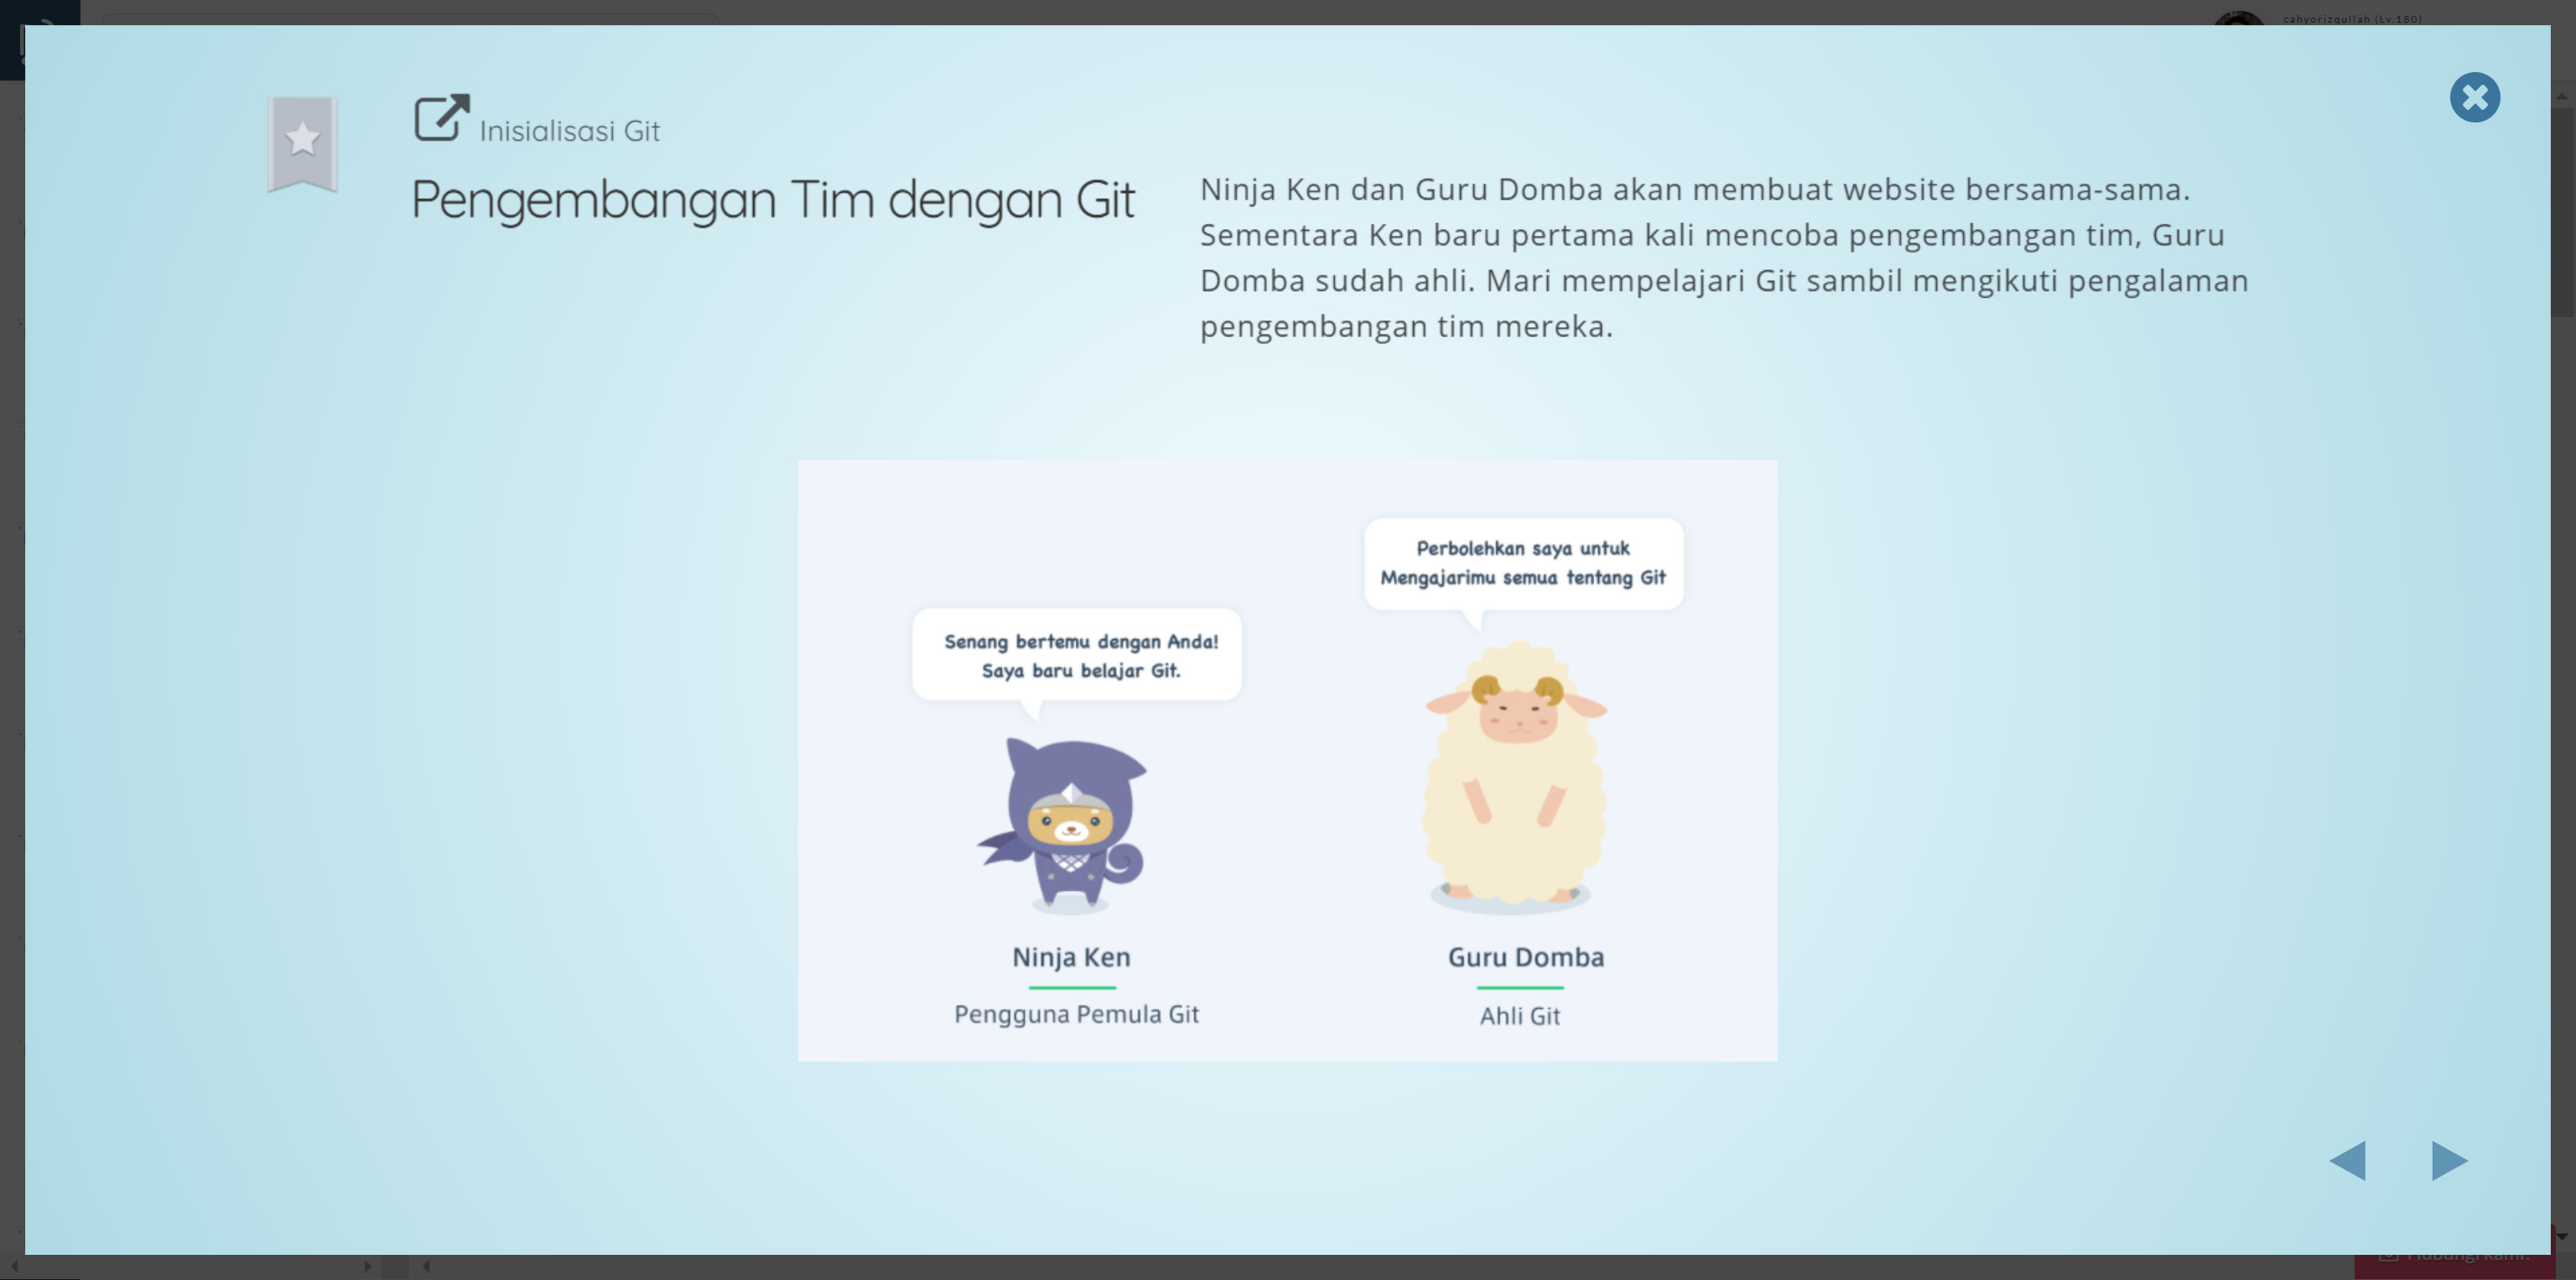 cahyorizqullah (Lv.180)
Inisialisasi Git
Pengembangan Tim dengan Git
Ninja Ken dan Guru Domba akan membuat website bersama-sama.
Sementara Ken baru pertama kali mencoba pengembangan tim, Guru
Domba sudah ahli. Mari mempelajari Git sambil mengikuti pengalaman
pengembangan tim mereka.
Perbolehkan saya untuk
Mengajarimu semua tentang Git
Senang bertemu dengan Anda!
Saya baru belajar Git.
Ninja Ken
Pengguna Pemula Git
Guru Domba
Ahli Git
Hubungi kami!